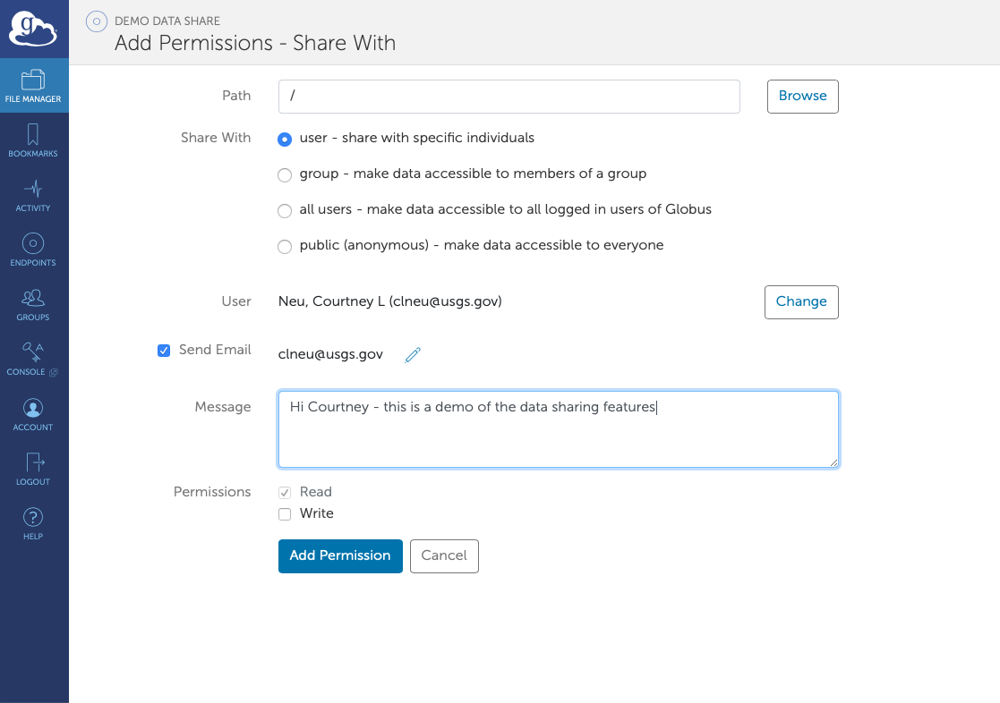 g
DEMO DATA SHARE
Add Permissions - Share With
FILE MANAGER
BOOKMARKS
ACTIVITY
ENDPOINTS
GROUPS
CONSOLE
ACCOUNT
LOGOUT
?
HELP
Path
/
Browse
Share With
user - share with specific individuals
group - make data accessible to members of a group
all users - make data accessible to all logged in users of Globus
public (anonymous) - make data accessible to everyone
User
Neu, Courtney L (clneu@usgs.gov)
Change
Send Email
clneu@usgs.gov
Message
Hi Courtney - this is a demo of the data sharing features
Permissions
Read
Write
Add Permission
Cancel